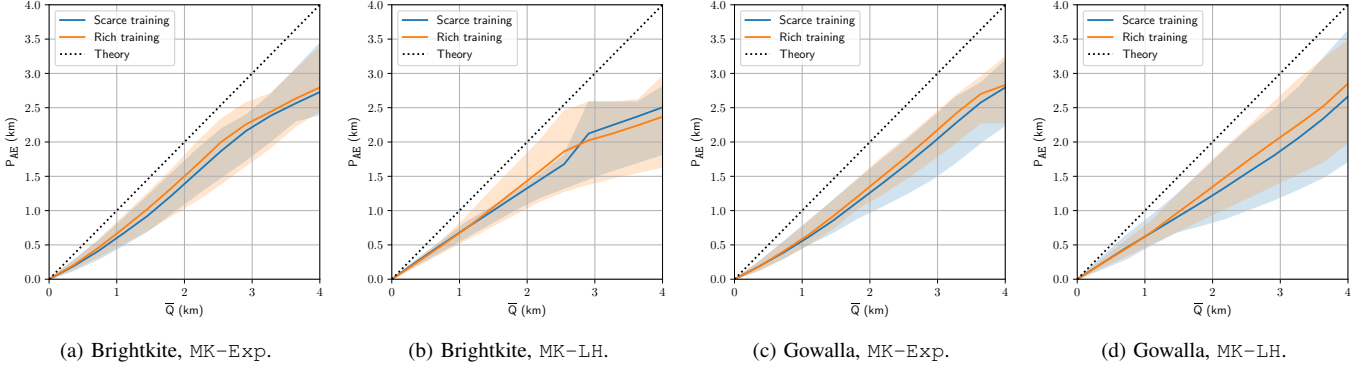 4.0
3.5
3.0
2.5
2.0
1.5
1.0
0.5
0.0
P_AE (km)
0 1 2 3 4
Q̅ (km)
Scarce training
Rich training
Theory
(a) Brightkite, MK-Exp.
4.0
3.5
3.0
2.5
2.0
1.5
1.0
0.5
0.0
P_AE (km)
0 1 2 3 4
Q̅ (km)
Scarce training
Rich training
Theory
(b) Brightkite, MK-LH.
4.0
3.5
3.0
2.5
2.0
1.5
1.0
0.5
0.0
P_AE (km)
0 1 2 3 4
Q̅ (km)
Scarce training
Rich training
Theory
(c) Gowalla, MK-Exp.
4.0
3.5
3.0
2.5
2.0
1.5
1.0
0.5
0.0
P_AE (km)
0 1 2 3 4
Q̅ (km)
Scarce training
Rich training
Theory
(d) Gowalla, MK-LH.